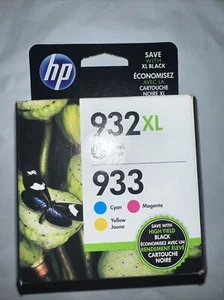 hp
SAVE
WITH
XL BLACK
ÉCONOMISEZ
AVEC LA
CARTOUCHE
NOIRE XL
932XL
933
Cyan
Magenta
Yellow
Jaune
SAVE WITH
HIGH YIELD
BLACK
ÉCONOMISEZ AVEC UN
RENDEMENT ÉLEVÉ
CARTOUCHE
NOIR